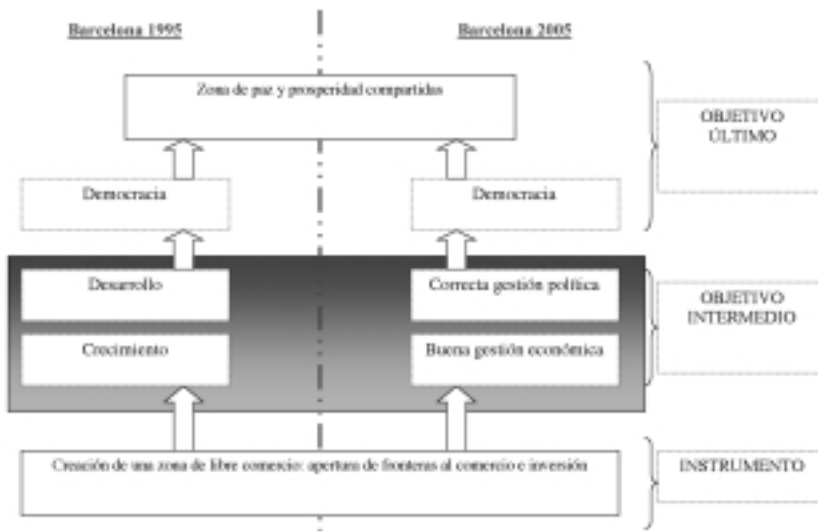 Barcelona 1995
Barcelona 2005
Zona de paz y prosperidad compartidas
OBJETIVO
ÚLTIMO
Democracia
Democracia
Desarrollo
Correcta gestión política
OBJETIVO
INTERMEDIO
Crecimiento
Buena gestión económica
Creación de una zona de libre comercio: apertura de fronteras al comercio e inversión
INSTRUMENTO